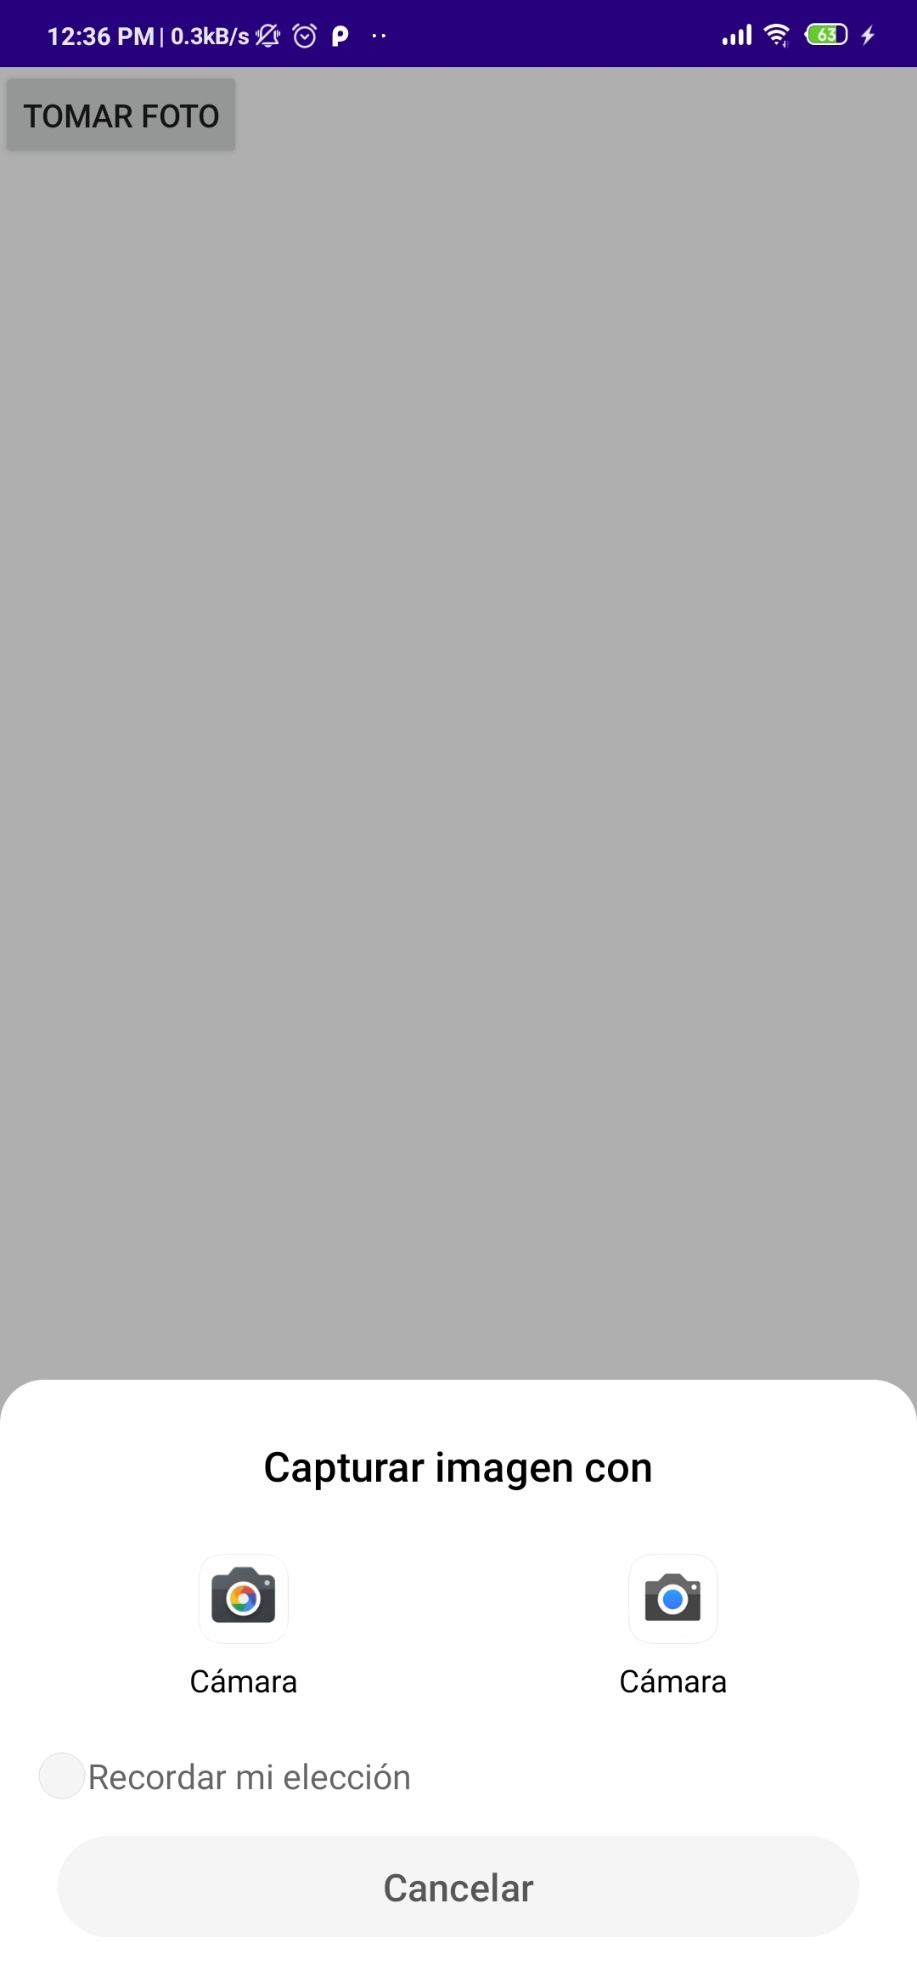 12:36 PM | 0.3kB/s
63
TOMAR FOTO
Capturar imagen con
Cámara
Cámara
Recordar mi elección
Cancelar